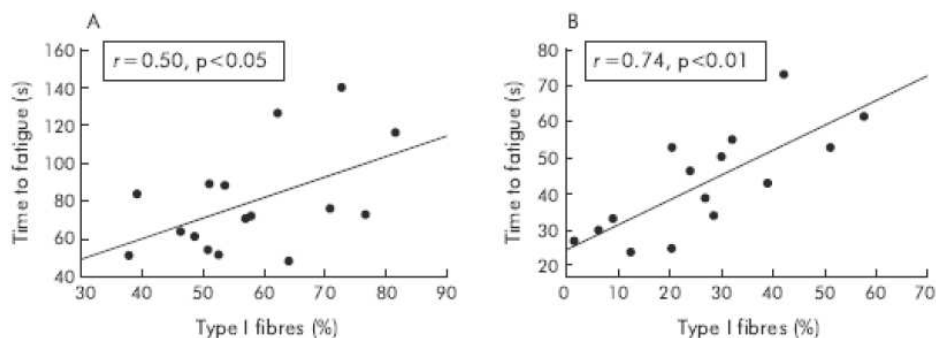 A
r = 0.50, p<0.05
Time to fatigue (s)
160
140
120
100
80
60
40
30 40 50 60 70 80 90
Type I fibres (%)
B
r = 0.74, p<0.01
Time to fatigue (s)
80
70
60
50
40
30
20
0 10 20 30 40 50 60 70
Type I fibres (%)